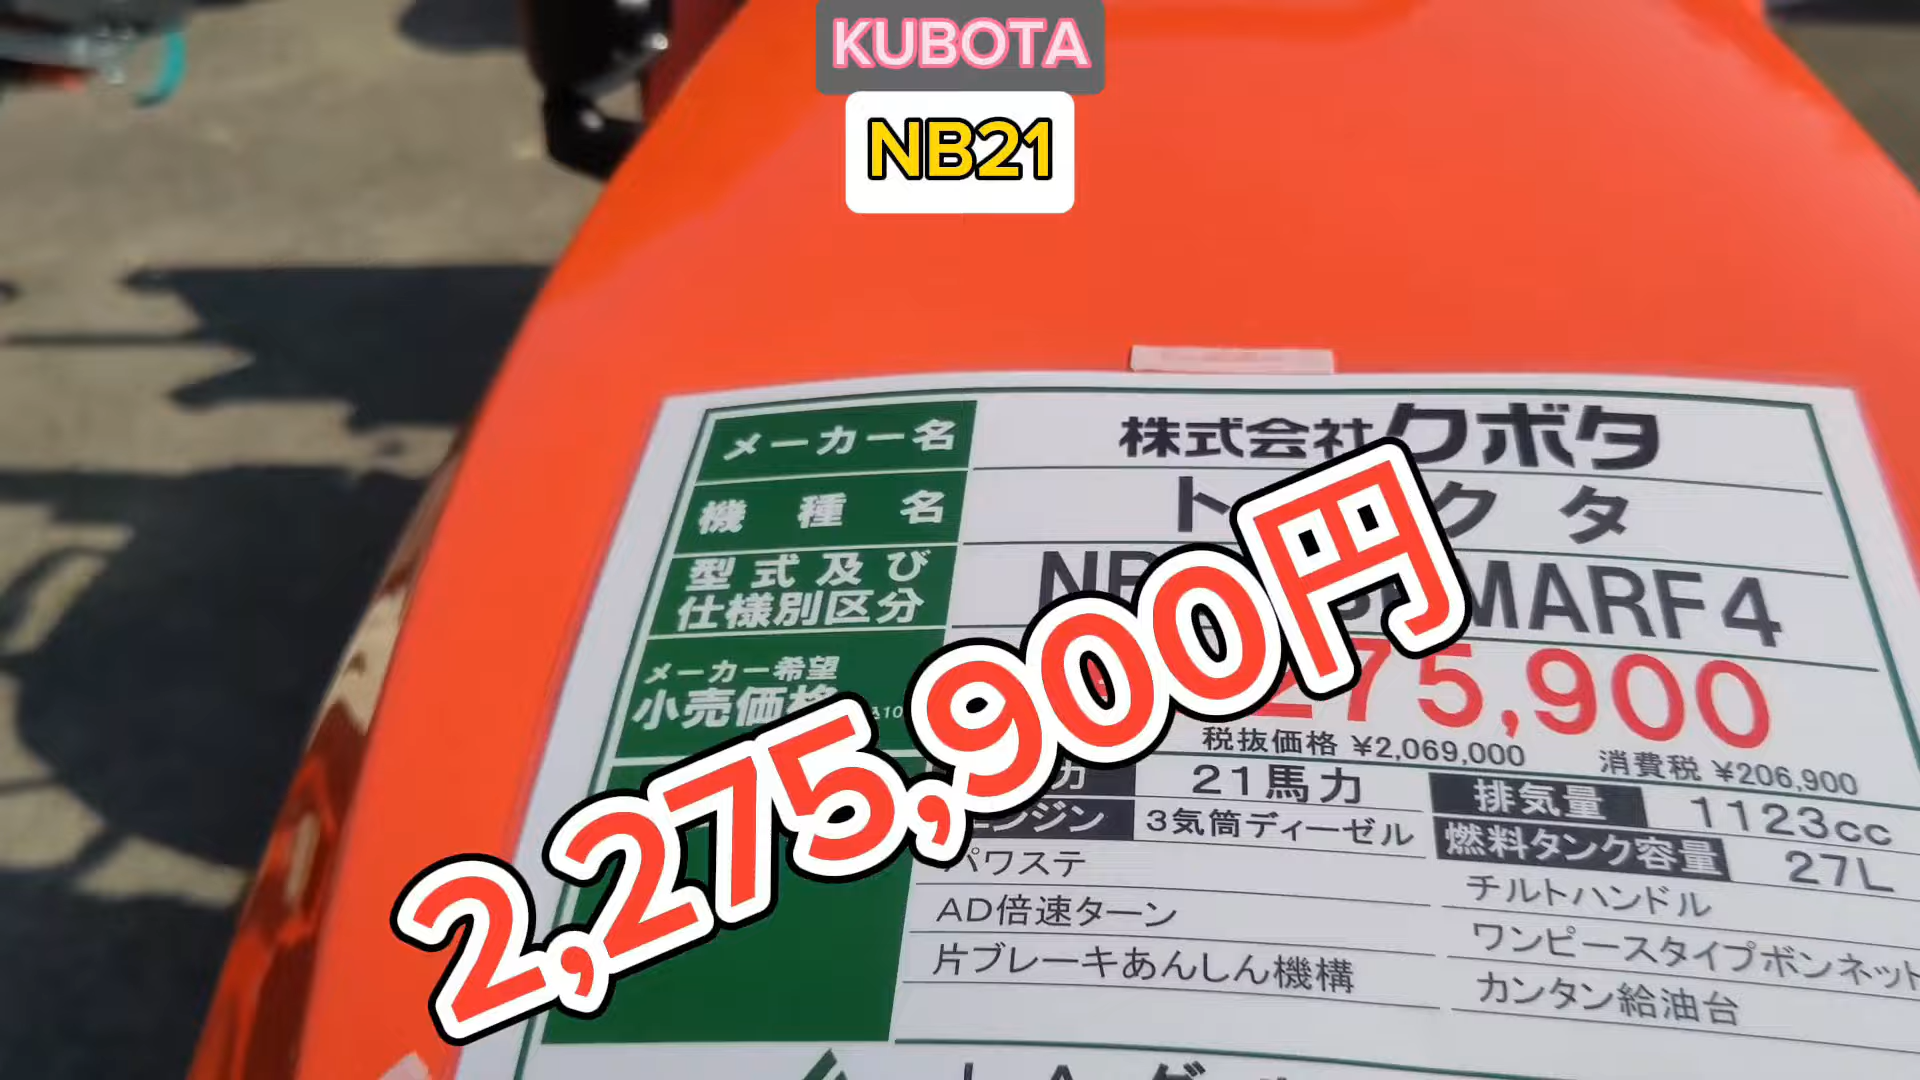 KUBOTA
NB21
メーカー名 株式会社クボタ
機種名 ト クタ
型式及び仕様別区分 NB MARF4
メーカー希望小売価格 275,900
2,275,900円
税抜価格 ¥2,069,000 消費税 ¥206,900
21馬力 排気量 1123cc
3気筒ディーゼル 燃料タンク容量 27L
パワステ チルトハンドル
AD倍速ターン ワンピースタイプボンネット
片ブレーキあんしん機構 カンタン給油台